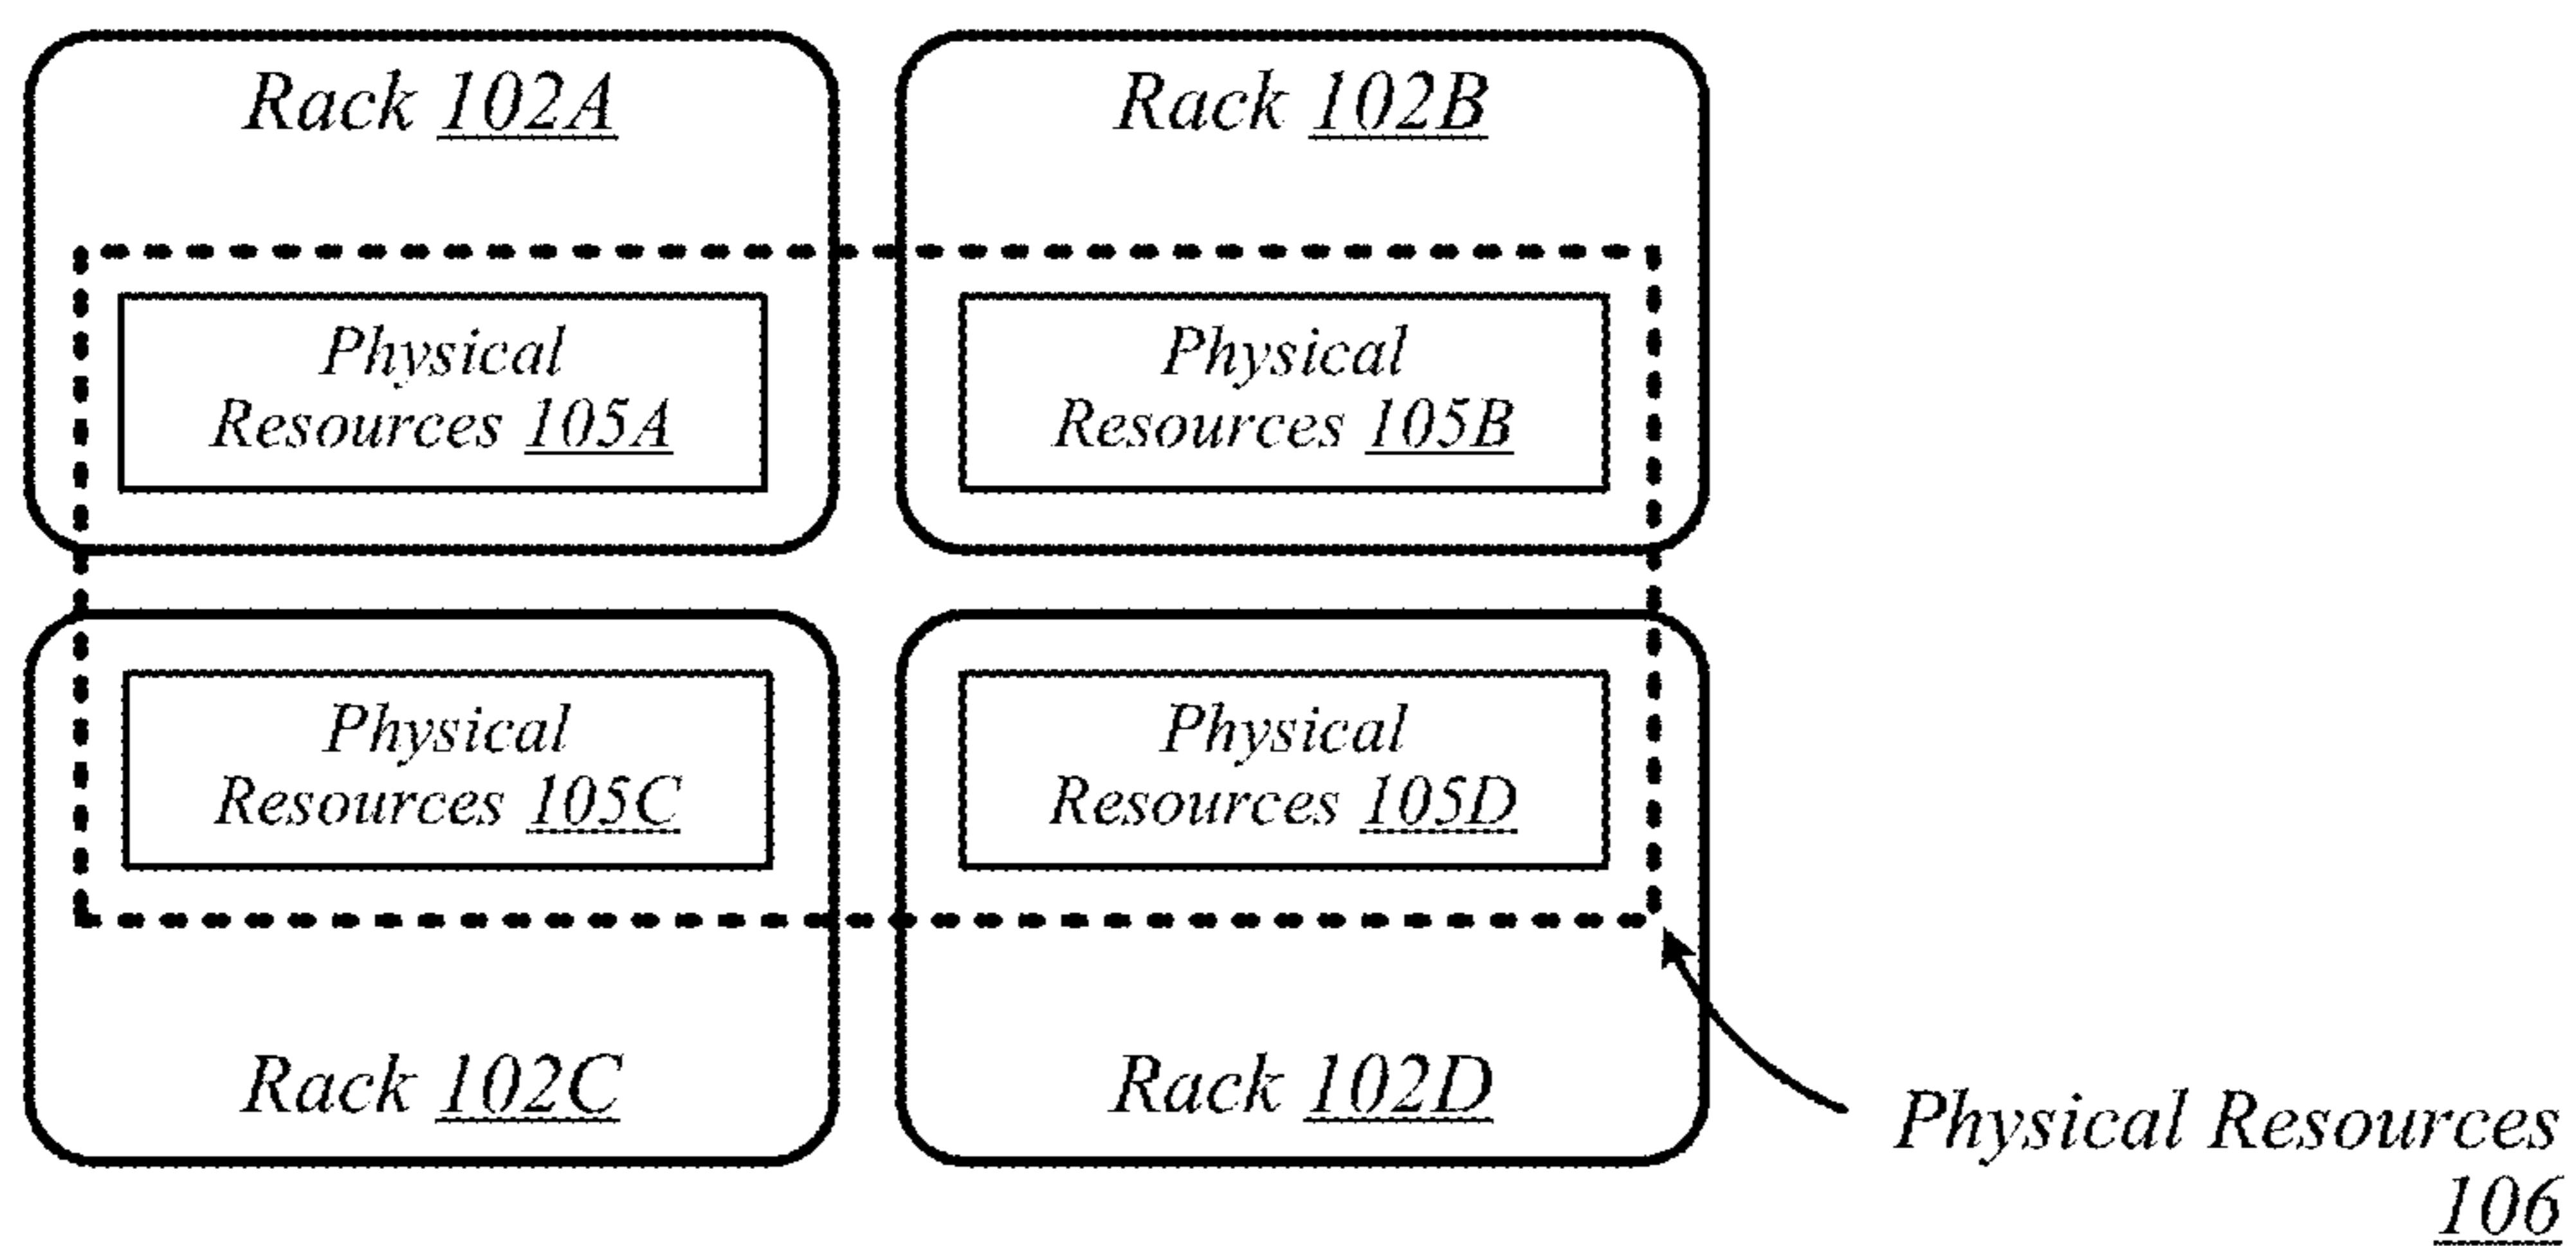 Rack 102A
Rack 102B
Physical
Resources 105A
Physical
Resources 105B
Physical
Resources 105C
Physical
Resources 105D
Rack 102C
Rack 102D
Physical Resources
106